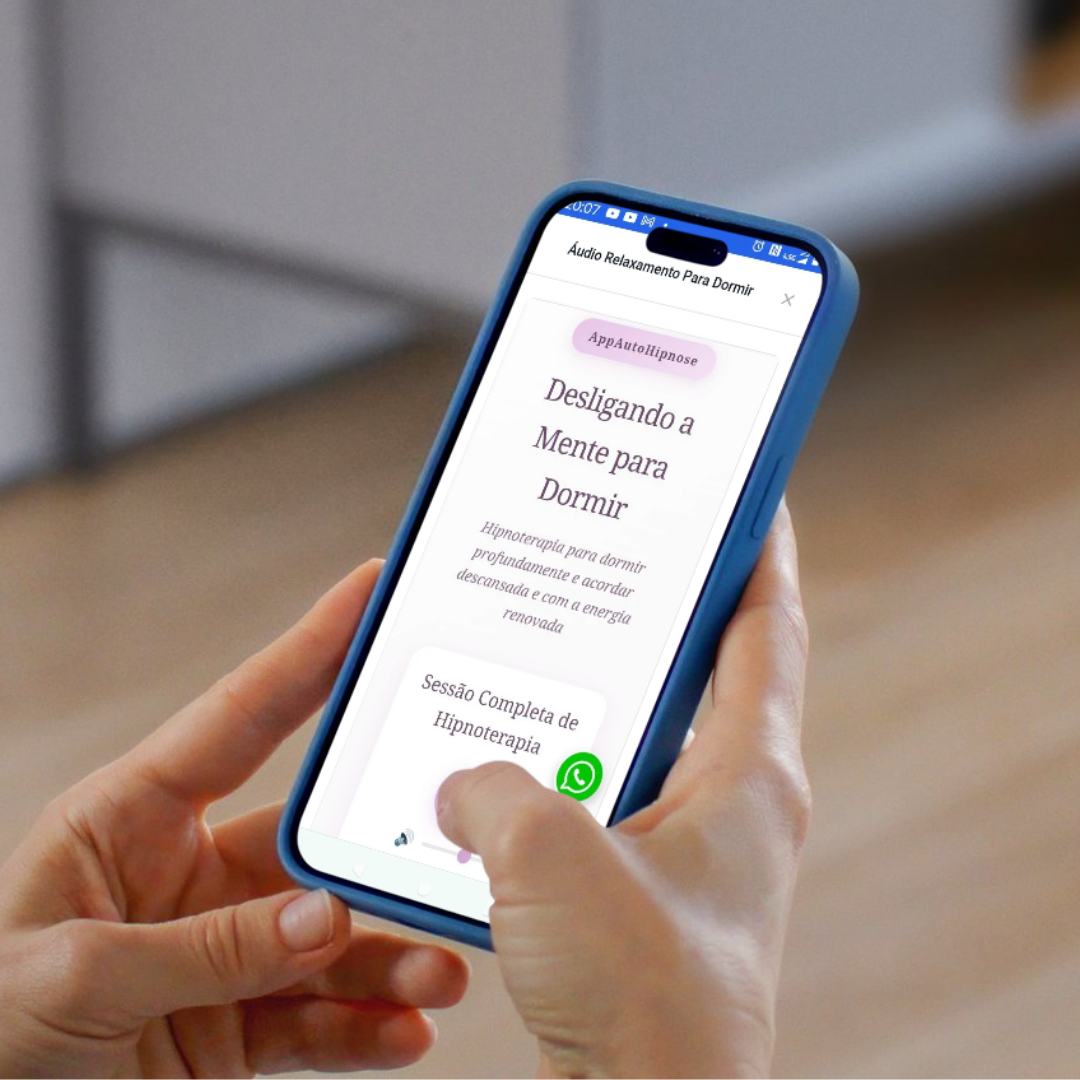 20:07
Áudio Relaxamento Para Dormir
AppAutoHipnose
Desligando a
Mente para
Dormir
Hipnoterapia para dormir
profundamente e acordar
descansada e com a energia
renovada
Sessão Completa de
Hipnoterapia